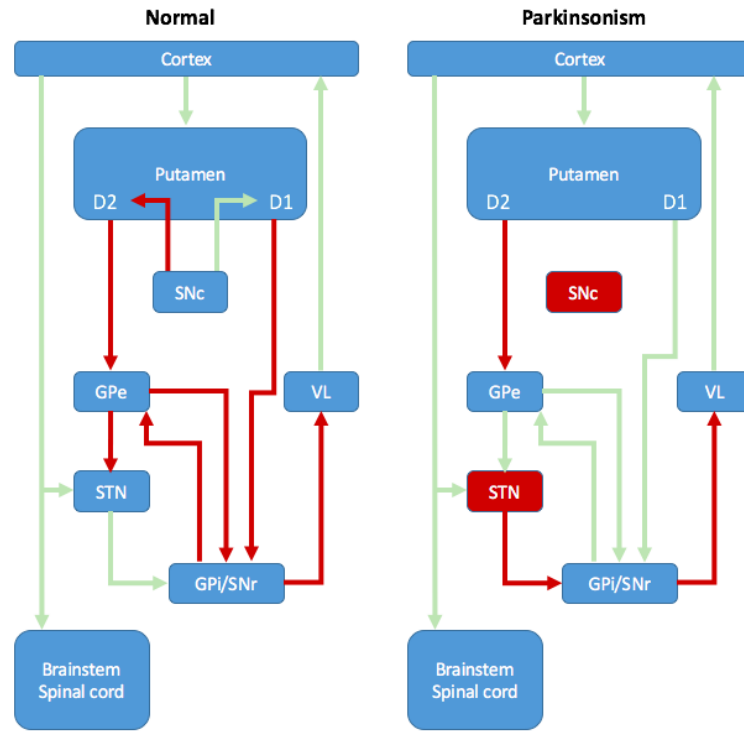 Normal
Cortex
Putamen
D2
D1
SNc
GPe
VL
STN
GPi/SNr
Brainstem
Spinal cord
Parkinsonism
Cortex
Putamen
D2
D1
SNc
GPe
VL
STN
GPi/SNr
Brainstem
Spinal cord